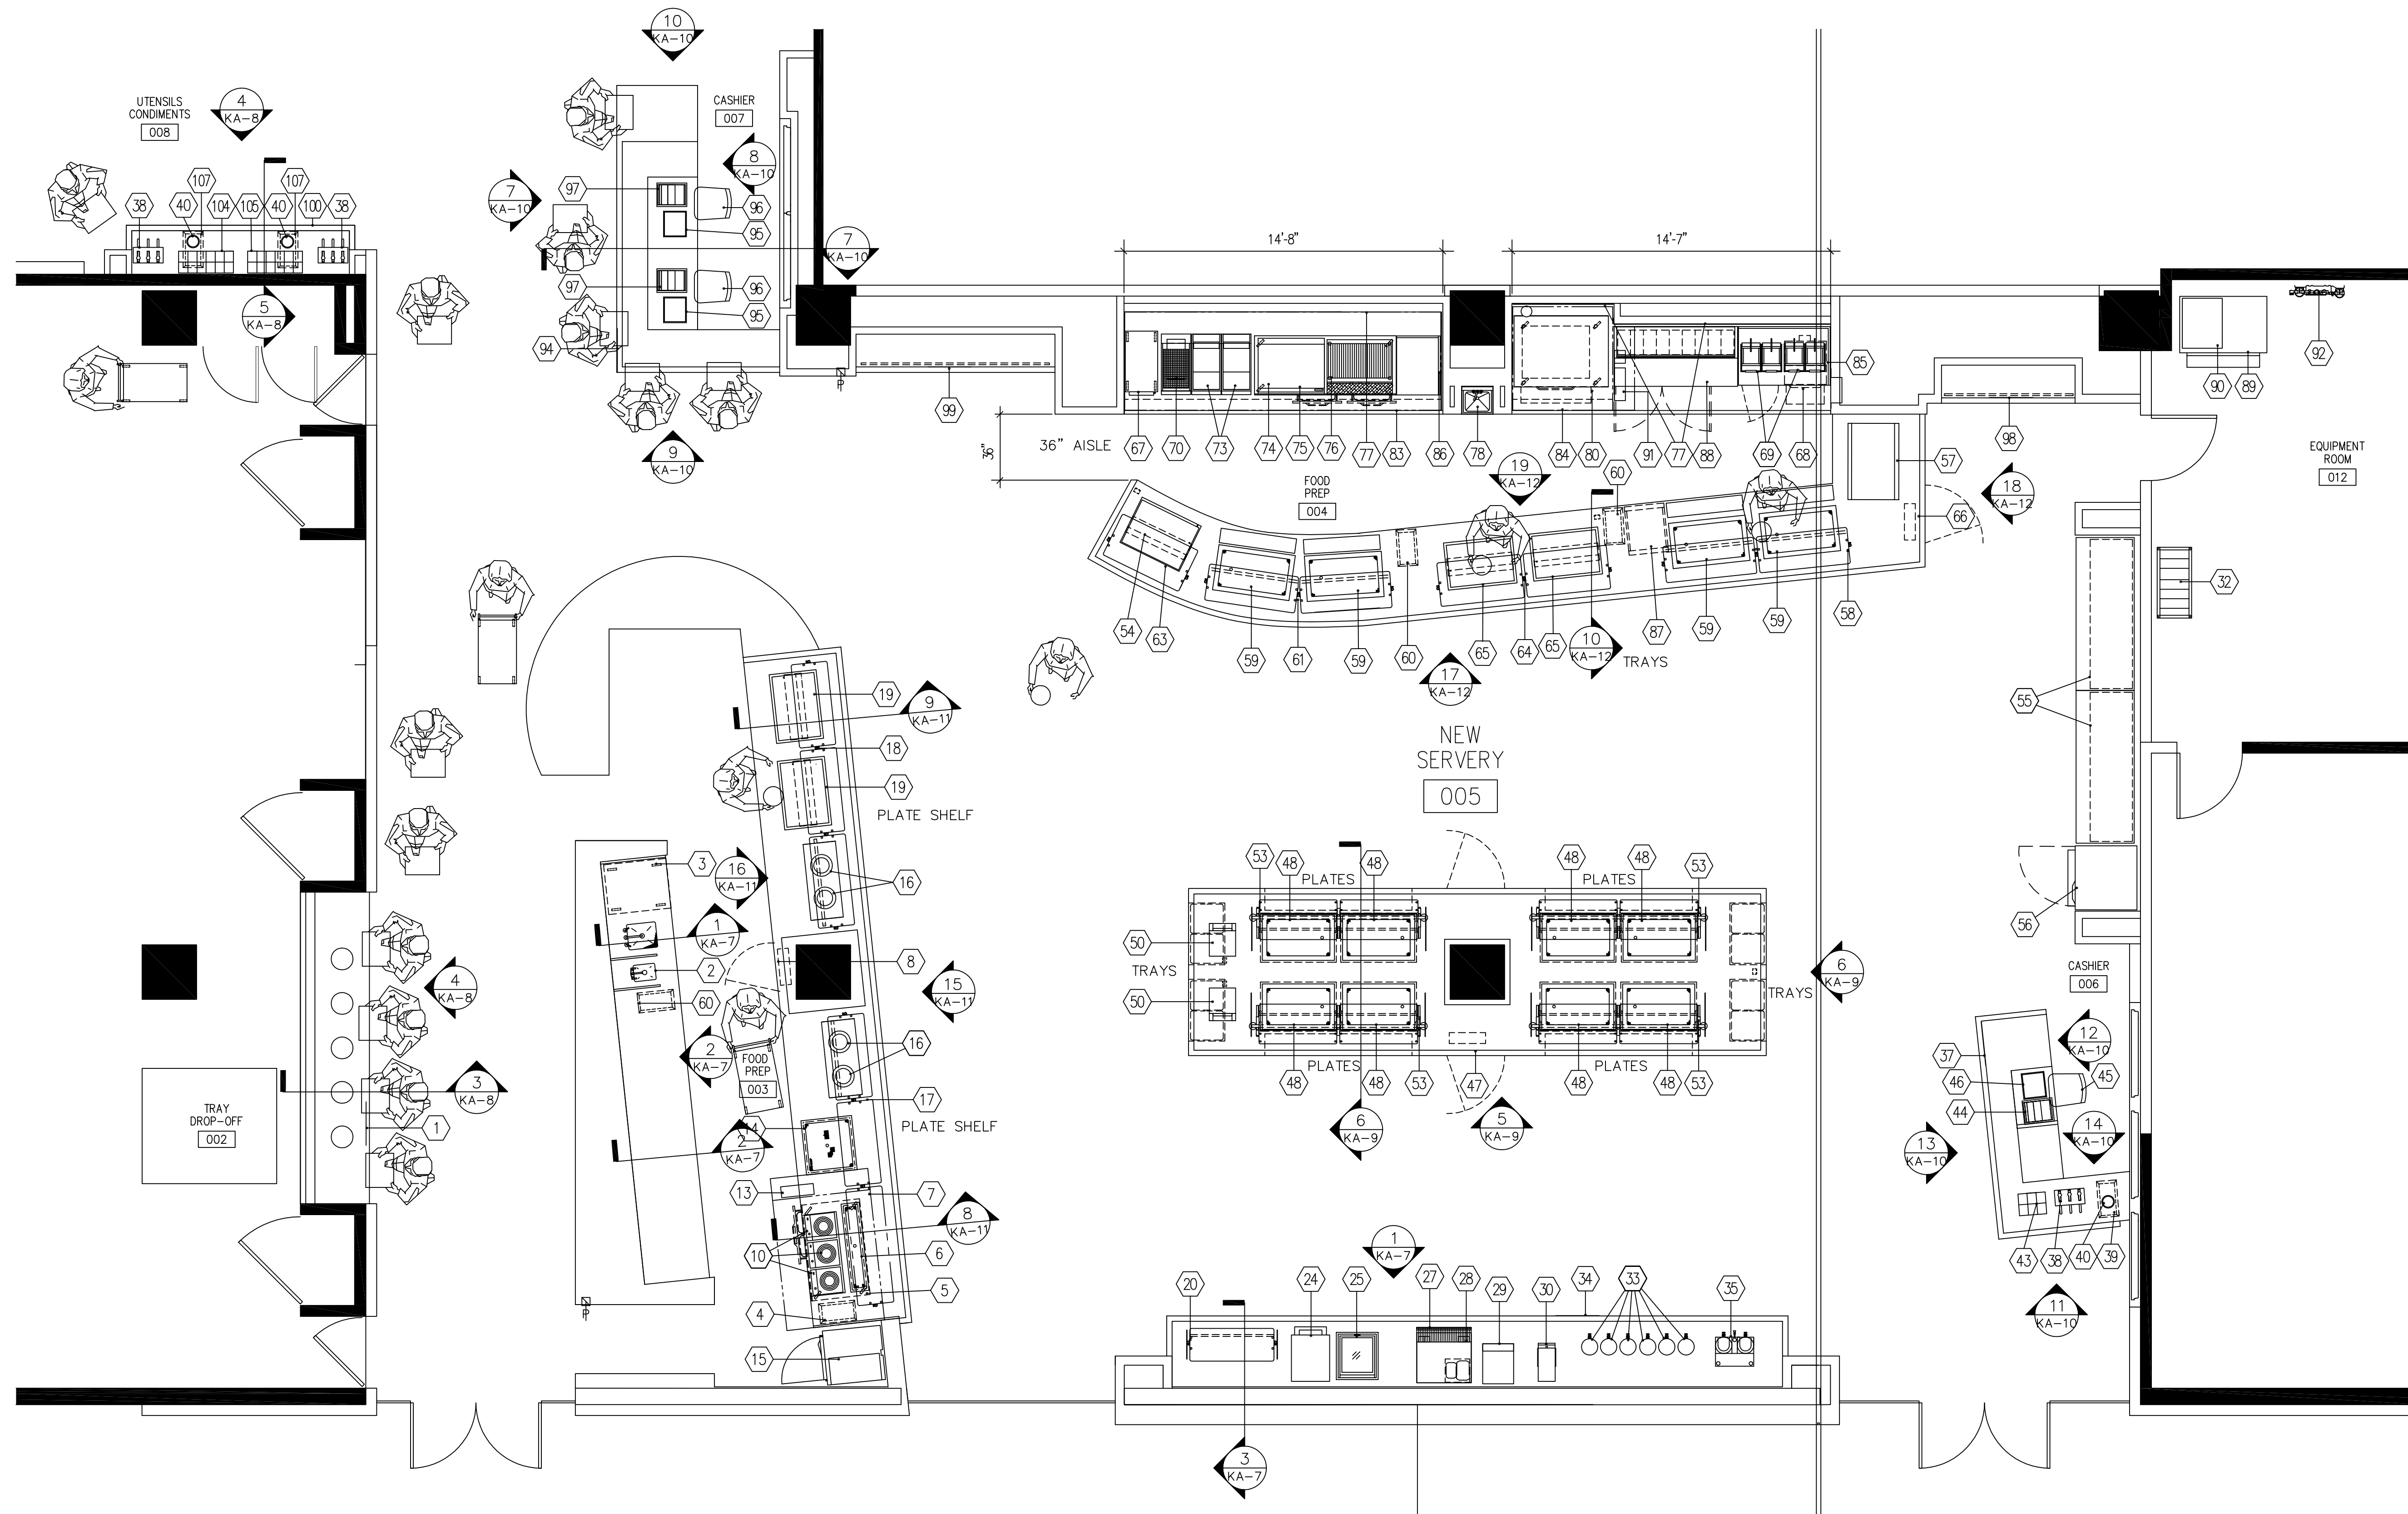 10
KA-10
UTENSILS
CONDIMENTS
008
4
KA-8
CASHIER
007
8
KA-10
7
KA-10
97
96
95
7
KA-10
97
96
95
94
38
40
107
104
105
40
107
100
38
5
KA-8
9
KA-10
14'-8"
14'-7"
99
36"
36" AISLE
67
70
73
74
75
76
77
83
86
78
84
80
91
77
88
69
68
85
98
57
90
89
92
EQUIPMENT
ROOM
012
FOOD
PREP
004
19
KA-12
60
18
KA-12
66
54
63
59
61
59
60
65
64
65
87
59
59
58
17
KA-12
10
KA-12
TRAYS
32
55
56
19
9
KA-11
18
19
PLATE SHELF
NEW
SERVERY
005
3
16
KA-11
16
1
KA-7
2
8
60
15
KA-11
2
KA-7
FOOD
PREP
003
16
17
PLATE SHELF
14
2
KA-7
13
7
8
KA-11
10
6
5
4
15
4
KA-8
3
KA-8
1
TRAY
DROP-OFF
002
P
P
53
48
48
PLATES
48
48
PLATES
53
50
TRAYS
50
TRAYS
6
KA-9
48
PLATES
48
53
47
48
PLATES
48
53
6
KA-9
5
KA-9
CASHIER
006
37
12
KA-10
46
45
44
14
KA-10
13
KA-10
43
38
40
39
11
KA-10
1
KA-7
20
24
25
27
28
29
30
34
33
35
3
KA-7